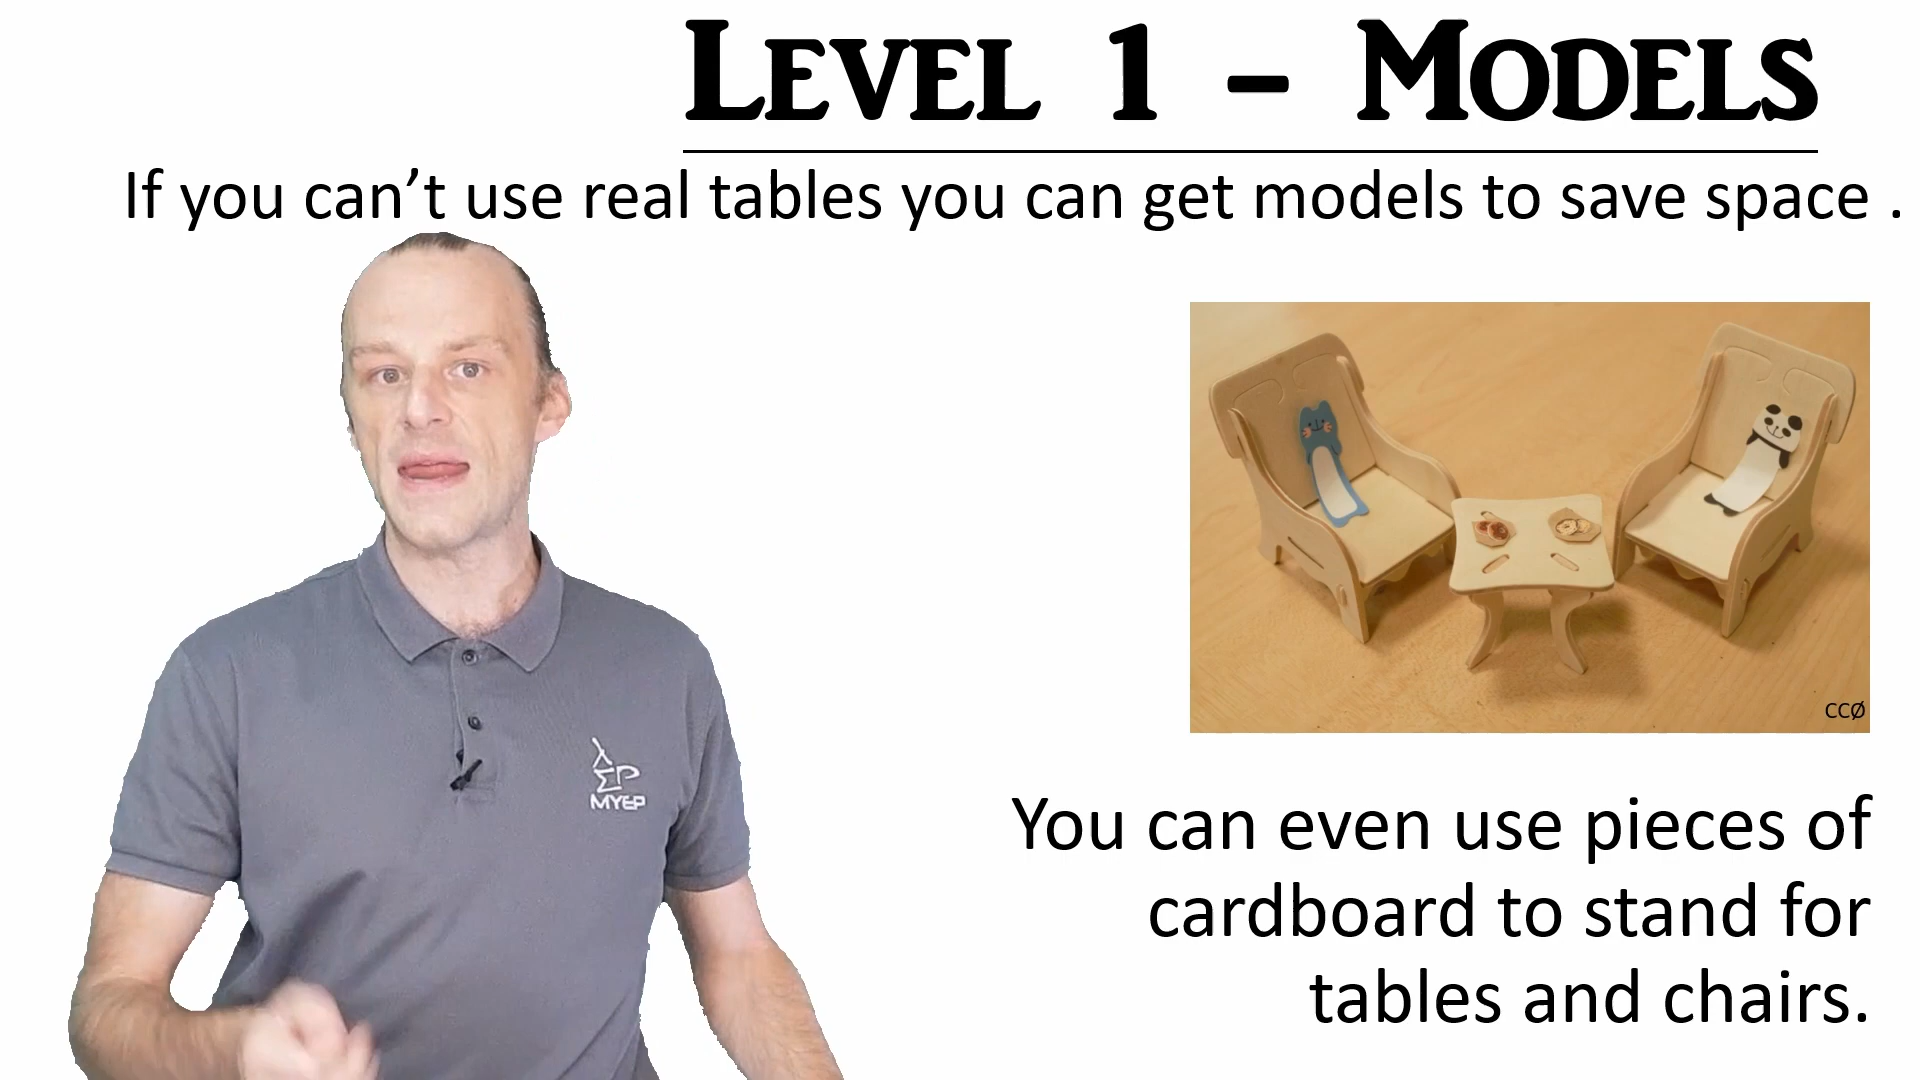 Level 1 – Models
If you can’t use real tables you can get models to save space .
CCØ
MYEP
You can even use pieces of
cardboard to stand for
tables and chairs.